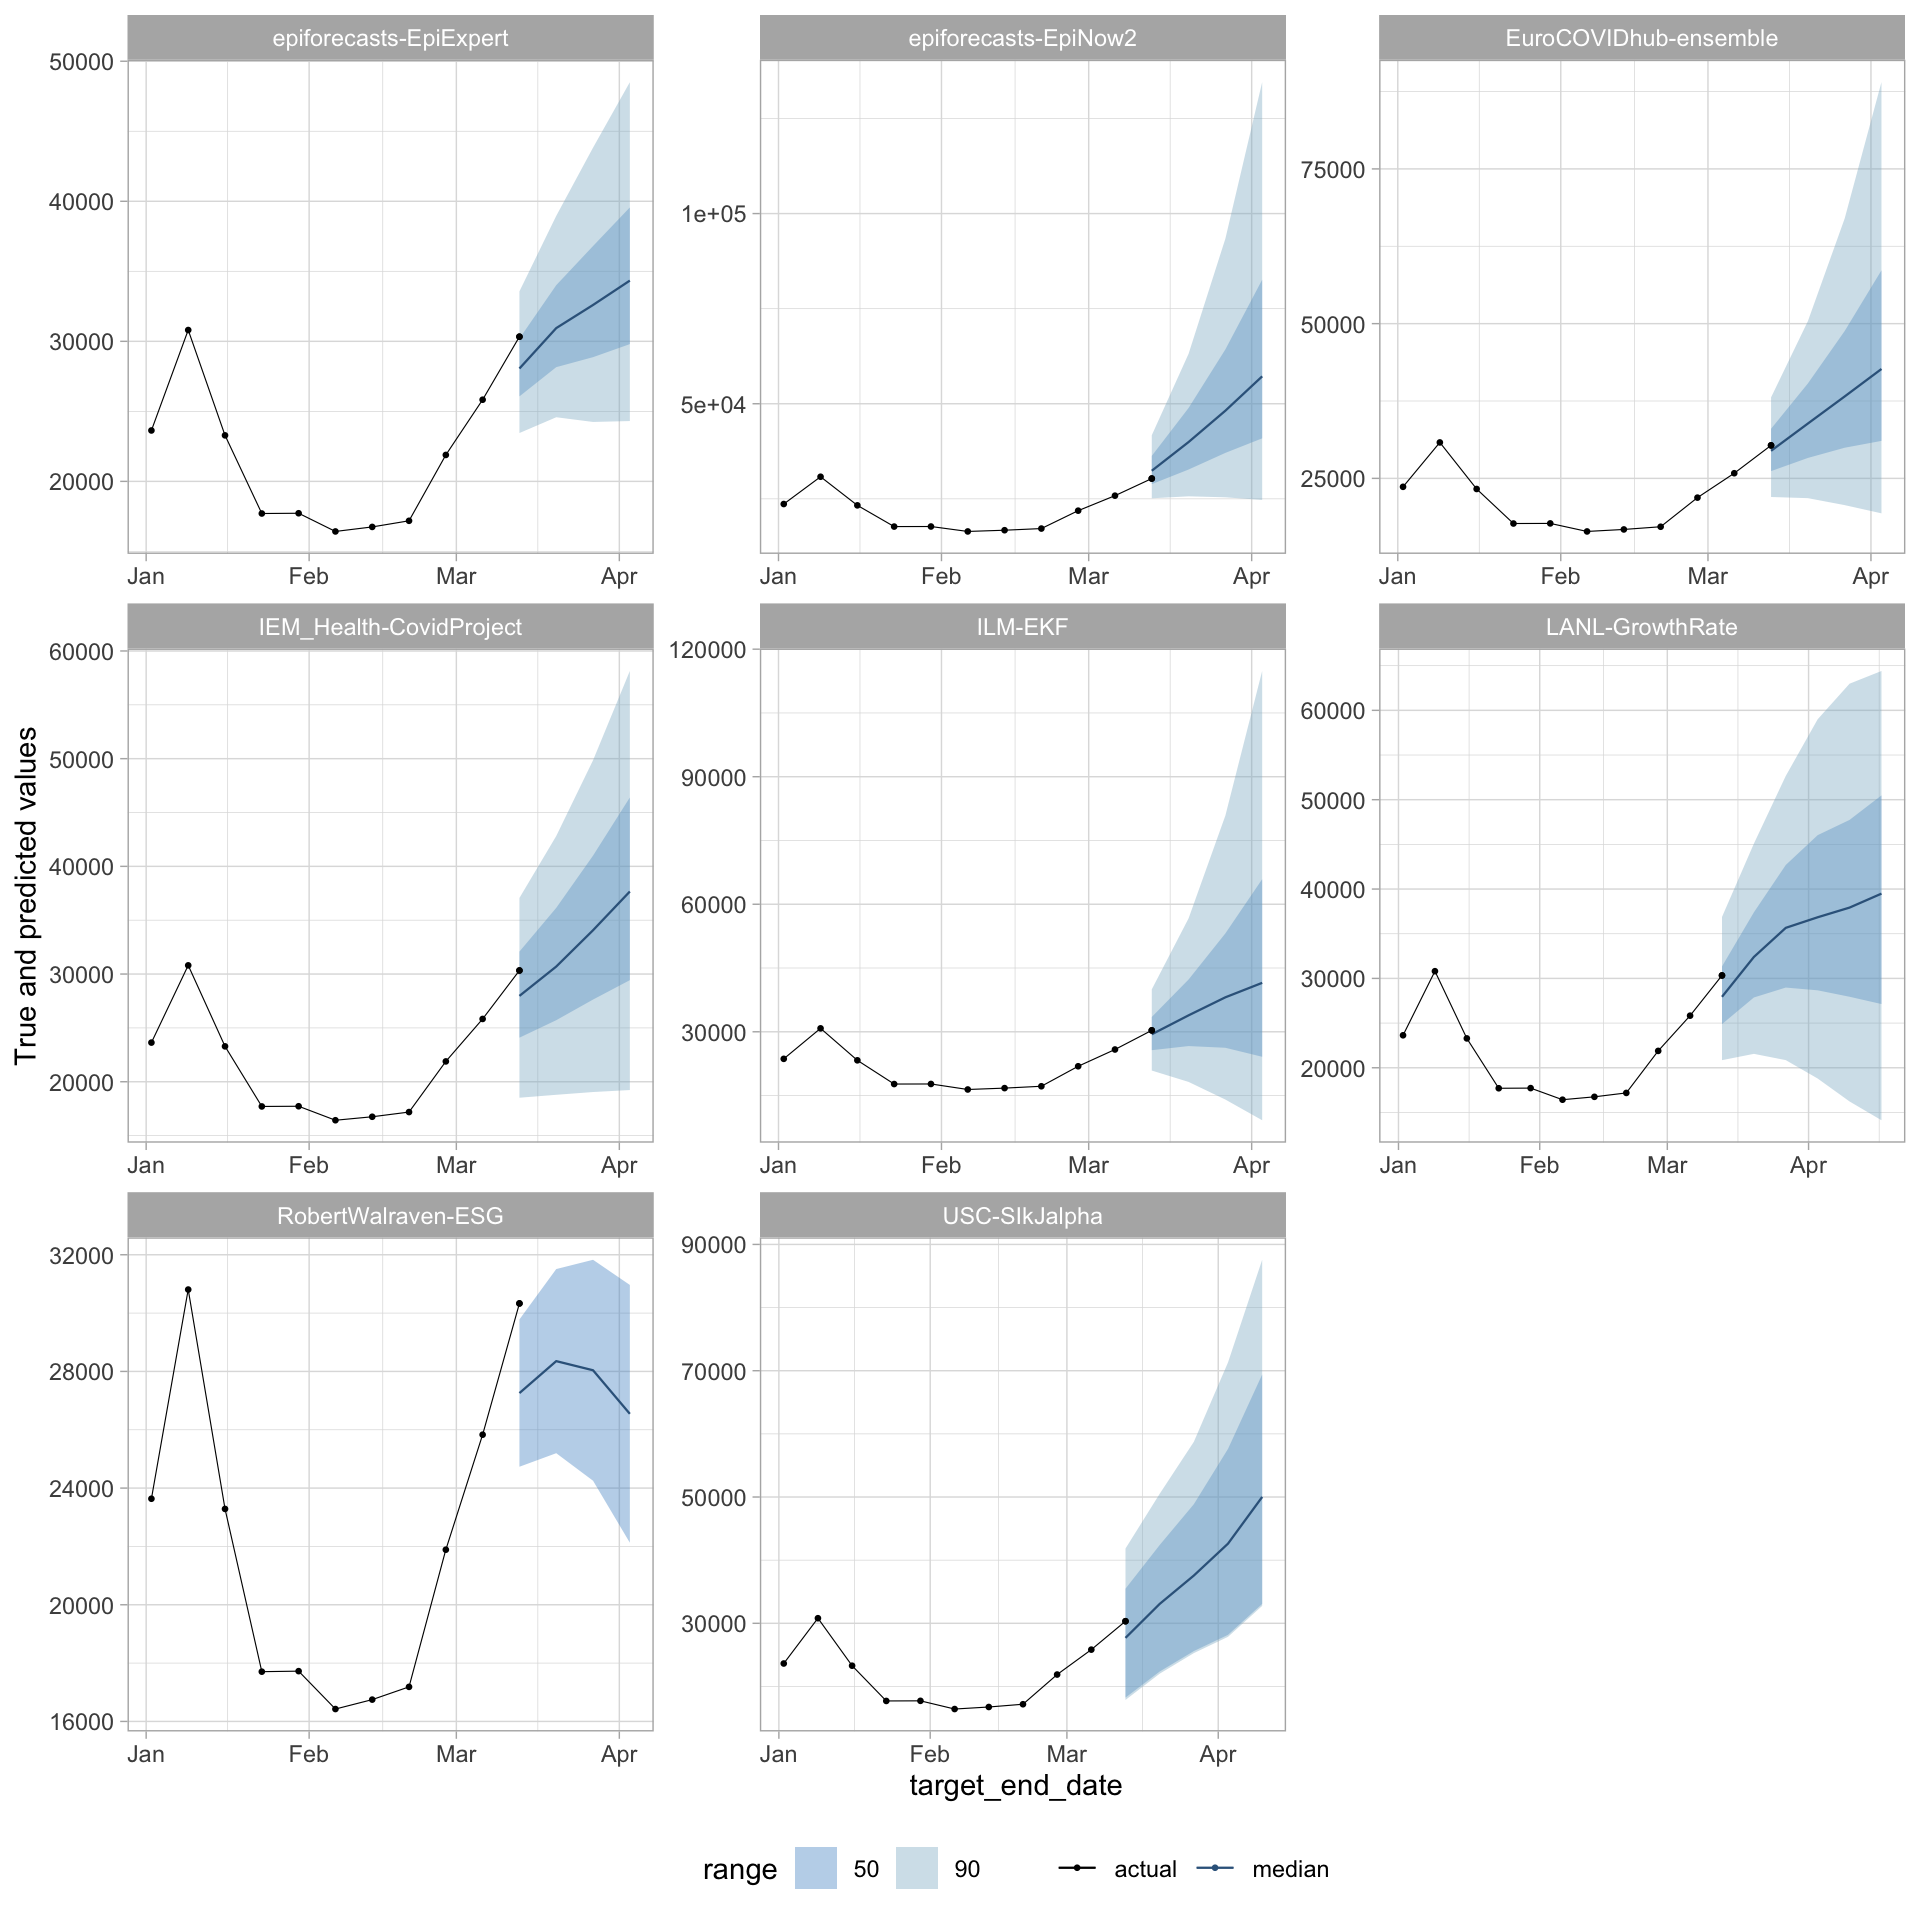 epiforecasts-EpiExpert
epiforecasts-EpiNow2
EuroCOVIDhub-ensemble
50000
40000
30000
20000
1e+05
5e+04
75000
50000
25000
Jan Feb Mar Apr
Jan Feb Mar Apr
Jan Feb Mar Apr
IEM_Health-CovidProject
ILM-EKF
LANL-GrowthRate
60000
50000
40000
30000
20000
120000
90000
60000
30000
60000
50000
40000
30000
20000
Jan Feb Mar Apr
Jan Feb Mar Apr
Jan Feb Mar Apr
True and predicted values
RobertWalraven-ESG
USC-SIkJalpha
32000
28000
24000
20000
16000
90000
70000
50000
30000
Jan Feb Mar Apr
Jan Feb Mar Apr
target_end_date
range 50 90 actual median